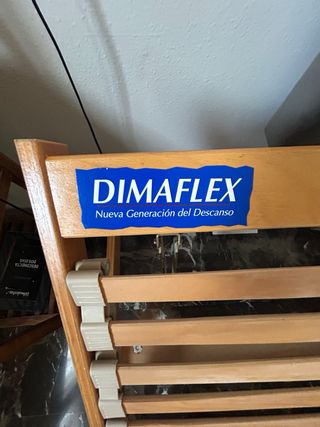 DIMAFLEX
Nueva Generación del Descanso